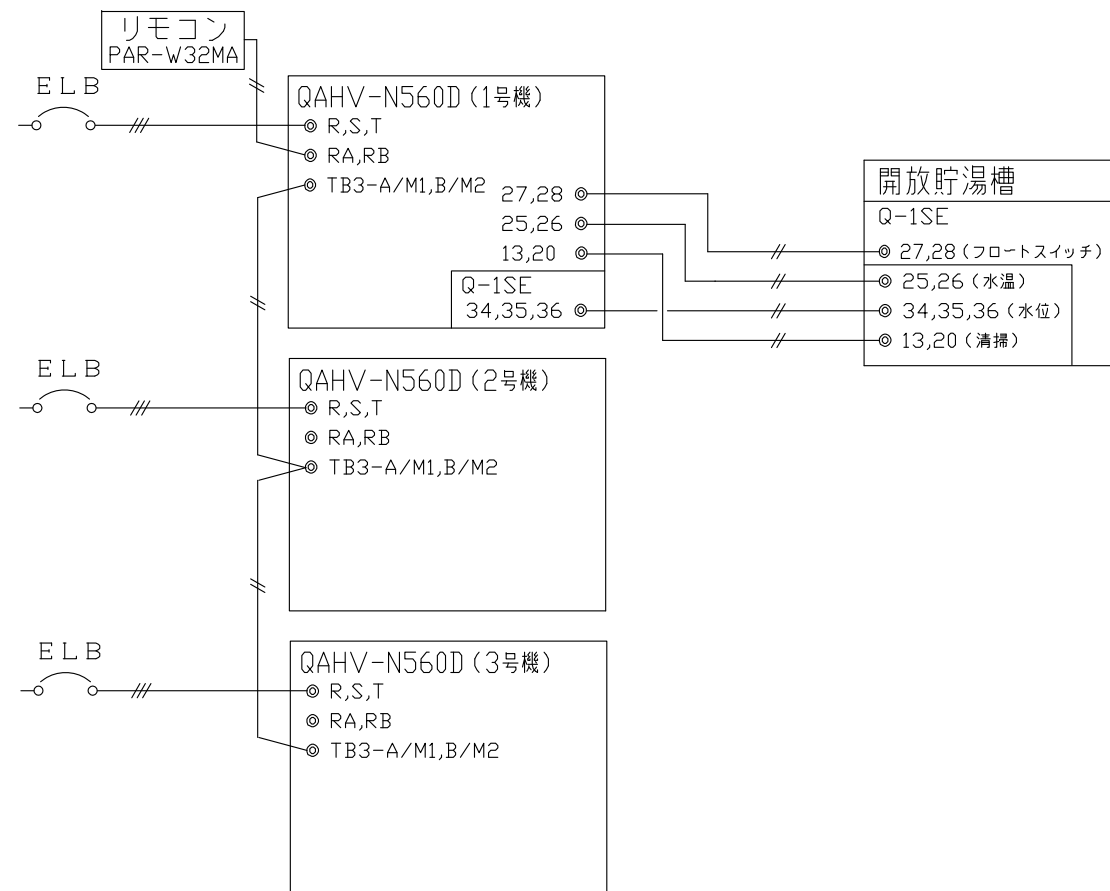 リモコン
PAR-W32MA
ELB
QAHV-N560D(1号機)
R,S,T
RA,RB
TB3-A/M1,B/M2
27,28
25,26
13,20
Q-1SE
34,35,36
開放貯湯槽
Q-1SE
27,28(フロートスイッチ)
25,26(水温)
34,35,36(水位)
13,20(清掃)
ELB
QAHV-N560D(2号機)
R,S,T
RA,RB
TB3-A/M1,B/M2
ELB
QAHV-N560D(3号機)
R,S,T
RA,RB
TB3-A/M1,B/M2